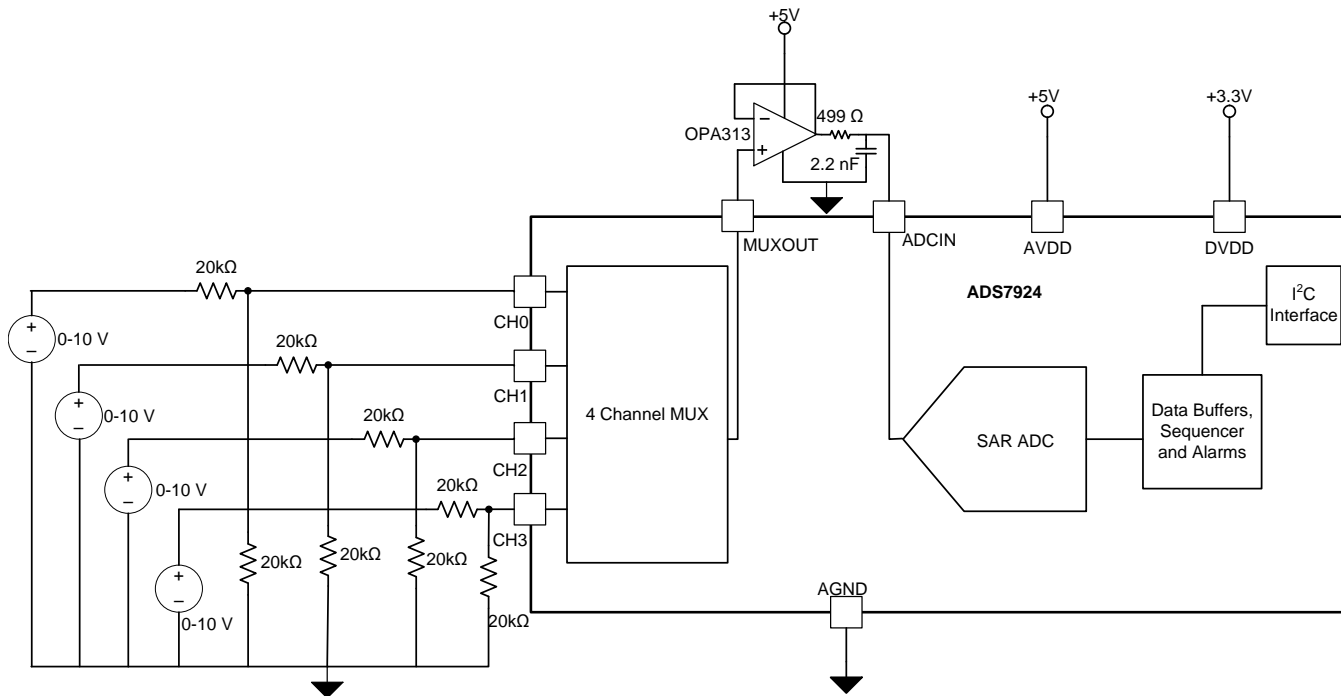 +5V
OPA313
−
+
499 Ω
2.2 nF
+5V
+3.3V
MUXOUT
ADCIN
AVDD
DVDD
ADS7924
20kΩ
CH0
+
−
0-10 V
20kΩ
CH1
+
−
0-10 V
20kΩ
CH2
+
−
0-10 V
20kΩ
CH3
+
−
0-10 V
20kΩ
20kΩ
20kΩ
20kΩ
4 Channel MUX
SAR ADC
Data Buffers,
Sequencer
and Alarms
I²C
Interface
AGND